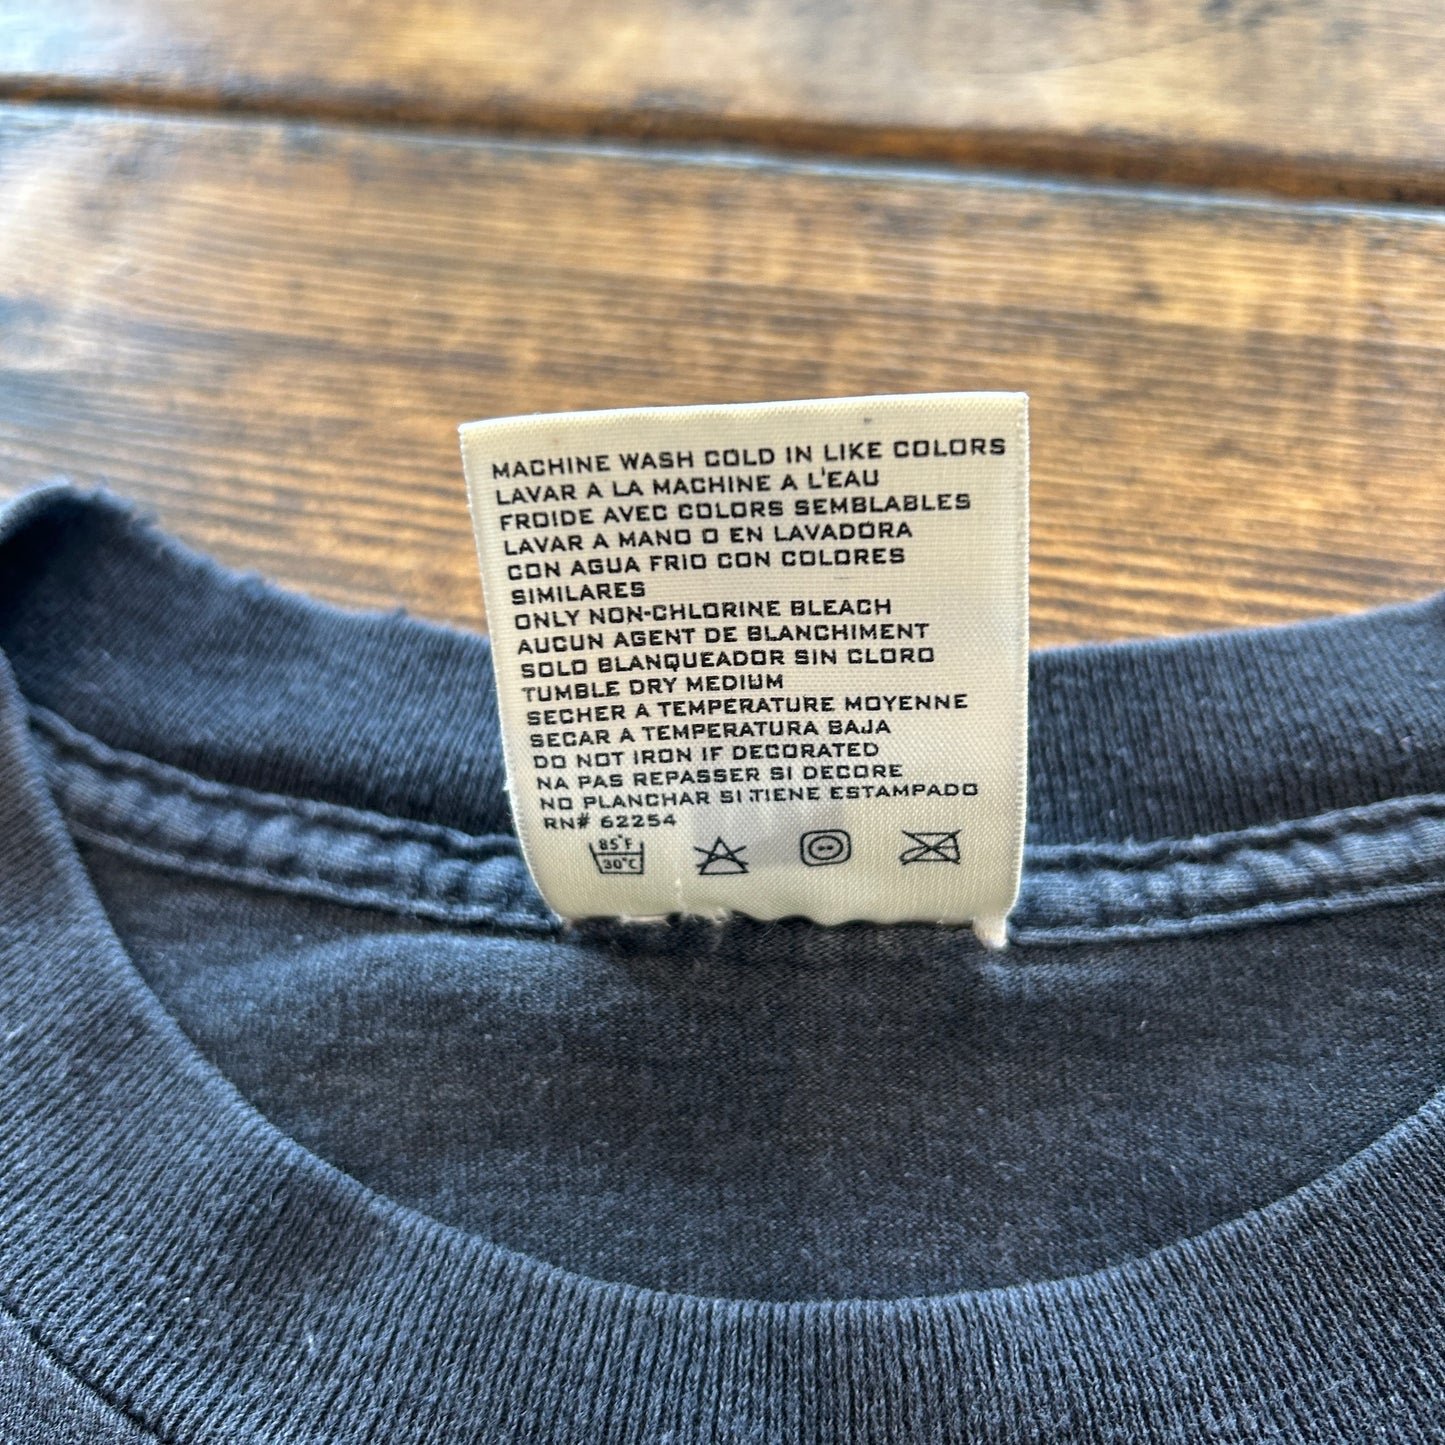 MACHINE WASH COLD IN LIKE COLORS
LAVAR A LA MACHINE A L'EAU
FROIDE AVEC COLORS SEMBLABLES
LAVAR A MANO O EN LAVADORA
CON AGUA FRIO CON COLORES
SIMILARES
ONLY NON-CHLORINE BLEACH
AUCUN AGENT DE BLANCHIMENT
SOLO BLANQUEADOR SIN CLORO
TUMBLE DRY MEDIUM
SECHER A TEMPERATURE MOYENNE
SECAR A TEMPERATURA BAJA
DO NOT IRON IF DECORATED
NA PAS REPASSER SI DECORE
NO PLANCHAR SI TIENE ESTAMPADO
RN# 62254
85°F
30°C